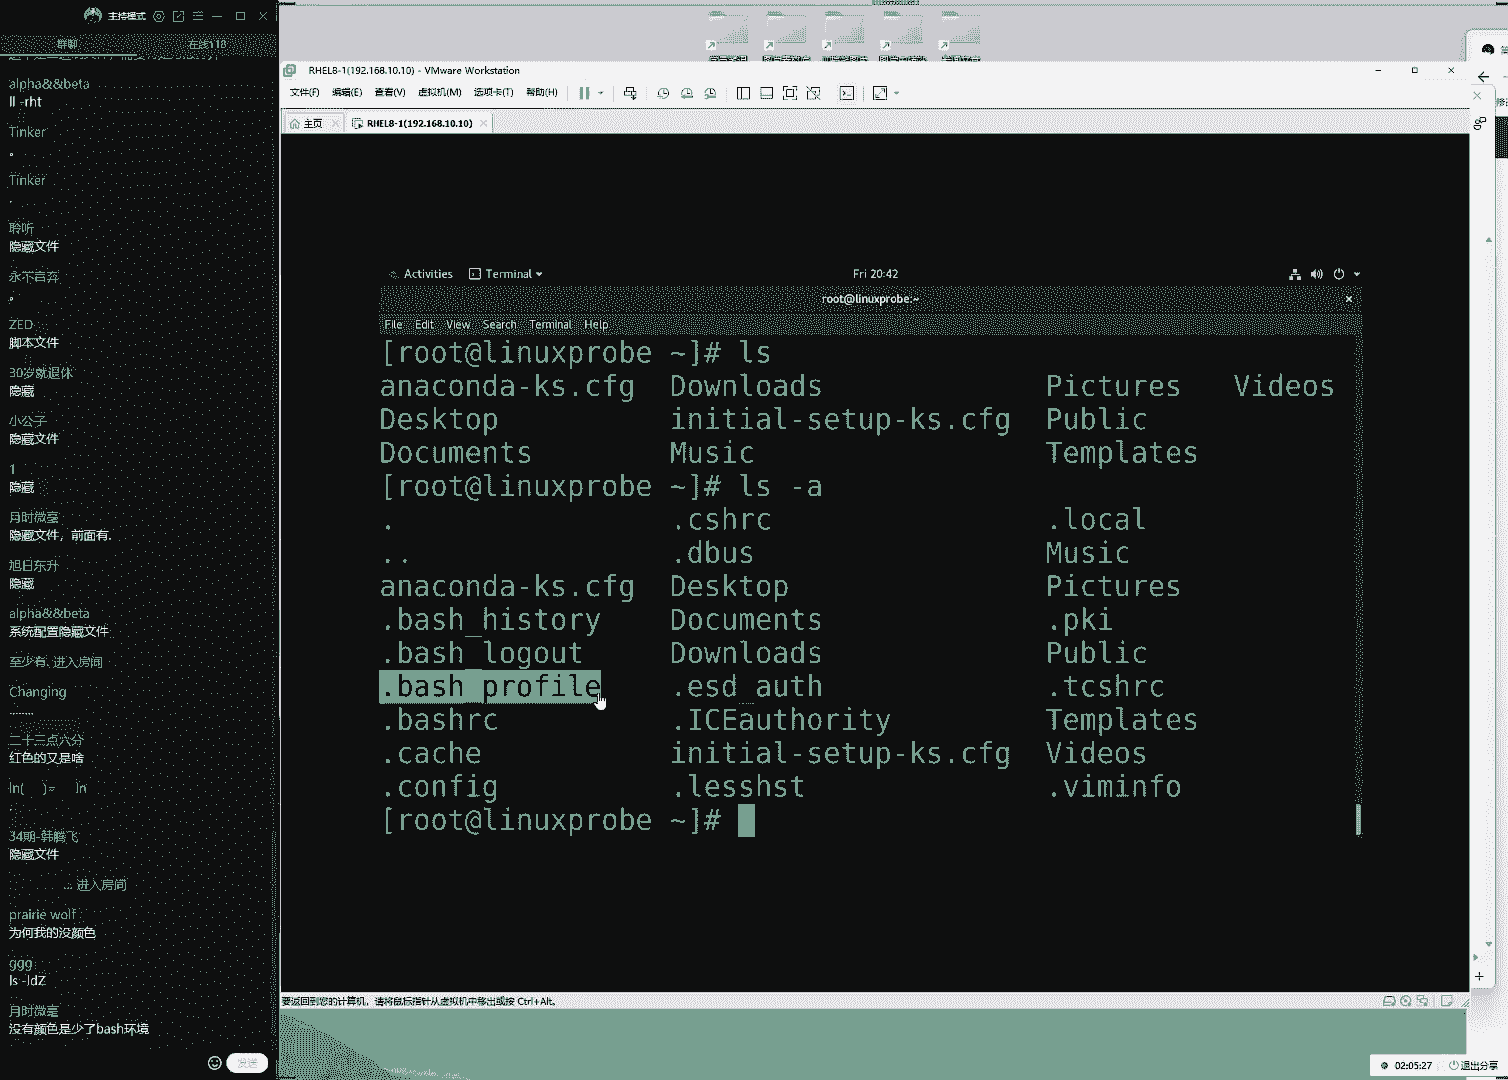 主持模式
群聊
在线118
alpha&&beta
ll -rht
Tinker
。
Tinker
.
聆听
隐藏文件
永不言弃
。
ZED
脚本文件
30岁就退休
隐藏
小公子
隐藏文件
1
隐藏
月时微毫
隐藏文件，前面有.
旭日东升
隐藏
alpha&&beta
系统配置隐藏文件
至少有、进入房间
Changing
二十三点六分
红色的又是啥
34期-韩腾飞
隐藏文件
... 进入房间
prairie wolf
为何我的没颜色
ggg
ls -ldZ
月时微毫
没有颜色是少了bash环境
发送
RHEL8-1(192.168.10.10) - VMware Workstation
文件(F) 编辑(E) 查看(V) 虚拟机(M) 选项卡(T) 帮助(H)
主页 RHEL8-1(192.168.10.10)
Activities Terminal Fri 20:42
root@linuxprobe:~
File Edit View Search Terminal Help
[root@linuxprobe ~]# ls
anaconda-ks.cfg Downloads Pictures Videos
Desktop initial-setup-ks.cfg Public
Documents Music Templates
[root@linuxprobe ~]# ls -a
. .cshrc .local
.. .dbus Music
anaconda-ks.cfg Desktop Pictures
.bash_history Documents .pki
.bash_logout Downloads Public
.bash_profile .esd_auth .tcshrc
.bashrc .ICEauthority Templates
.cache initial-setup-ks.cfg Videos
.config .lesshst .viminfo
[root@linuxprobe ~]#
要返回到您的计算机，请将鼠标指针从虚拟机中移出或按 Ctrl+Alt。
02:05:27 退出分享